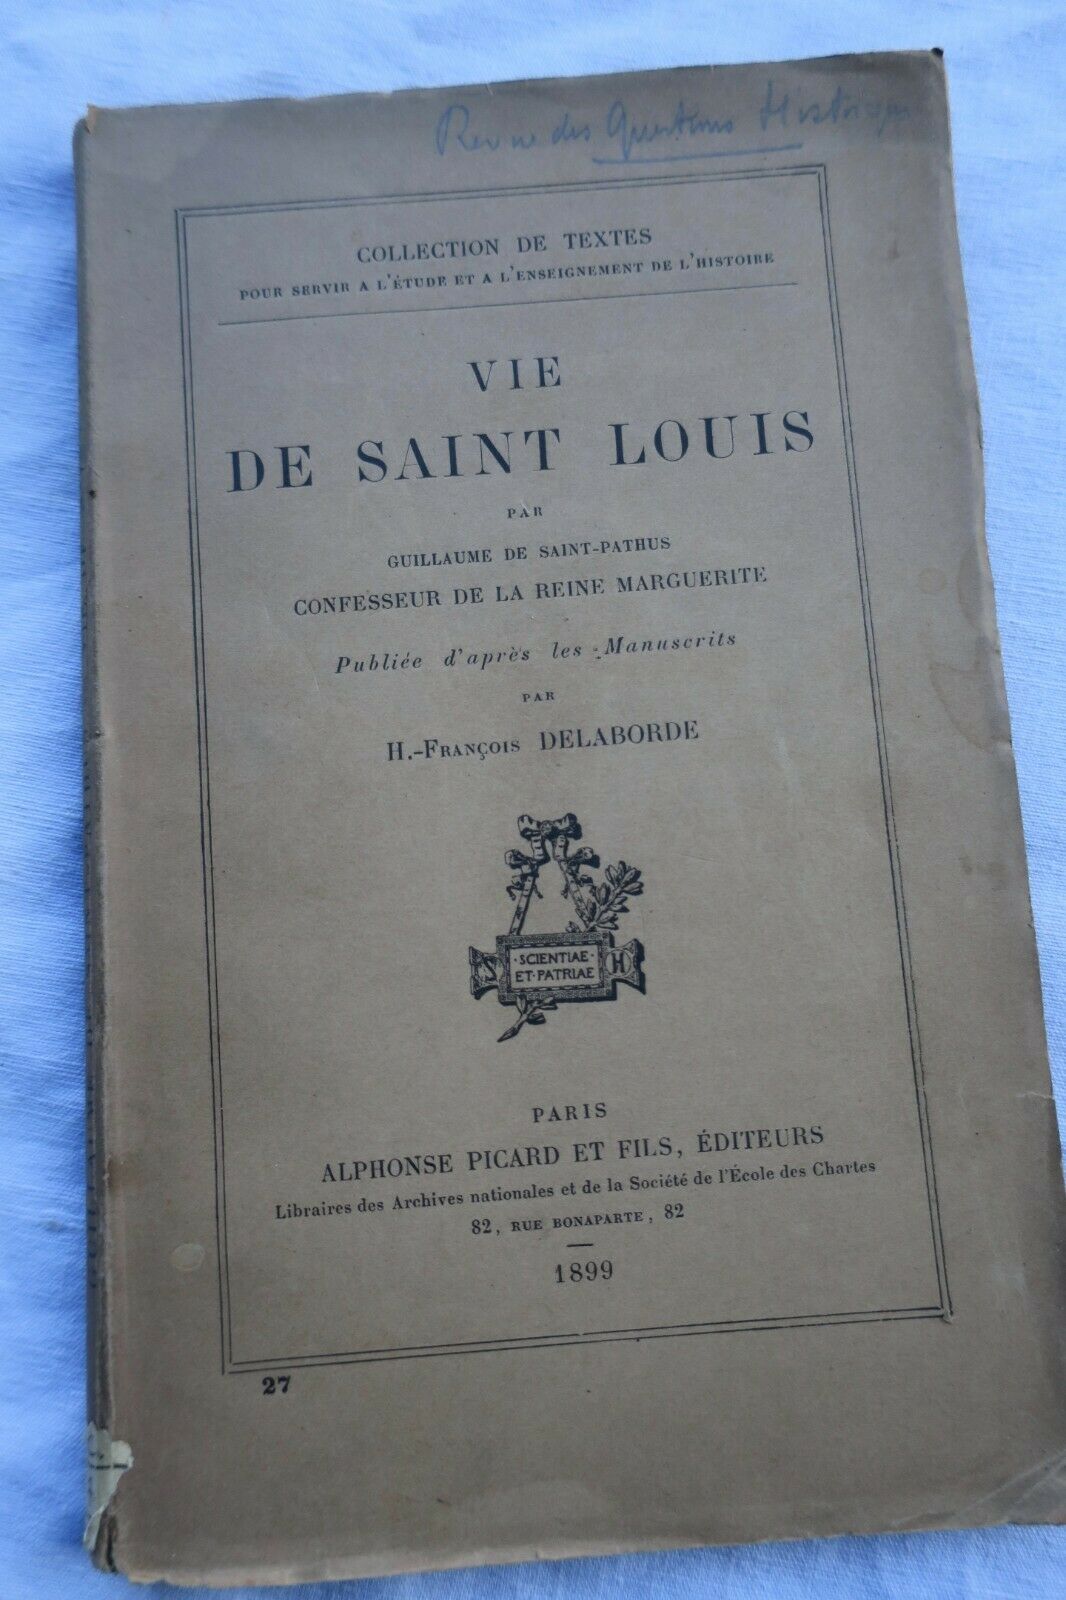 Revue des Questions Historiques
COLLECTION DE TEXTES
POUR SERVIR A L'ÉTUDE ET A L'ENSEIGNEMENT DE L'HISTOIRE
VIE
DE SAINT LOUIS
PAR
GUILLAUME DE SAINT-PATHUS
CONFESSEUR DE LA REINE MARGUERITE
Publiée d'après les Manuscrits
PAR
H.-FRANÇOIS DELABORDE
·SCIENTIAE·
S H
ET·PATRIAE
PARIS
ALPHONSE PICARD ET FILS, ÉDITEURS
Libraires des Archives nationales et de la Société de l'École des Chartes
82, RUE BONAPARTE, 82
1899
27